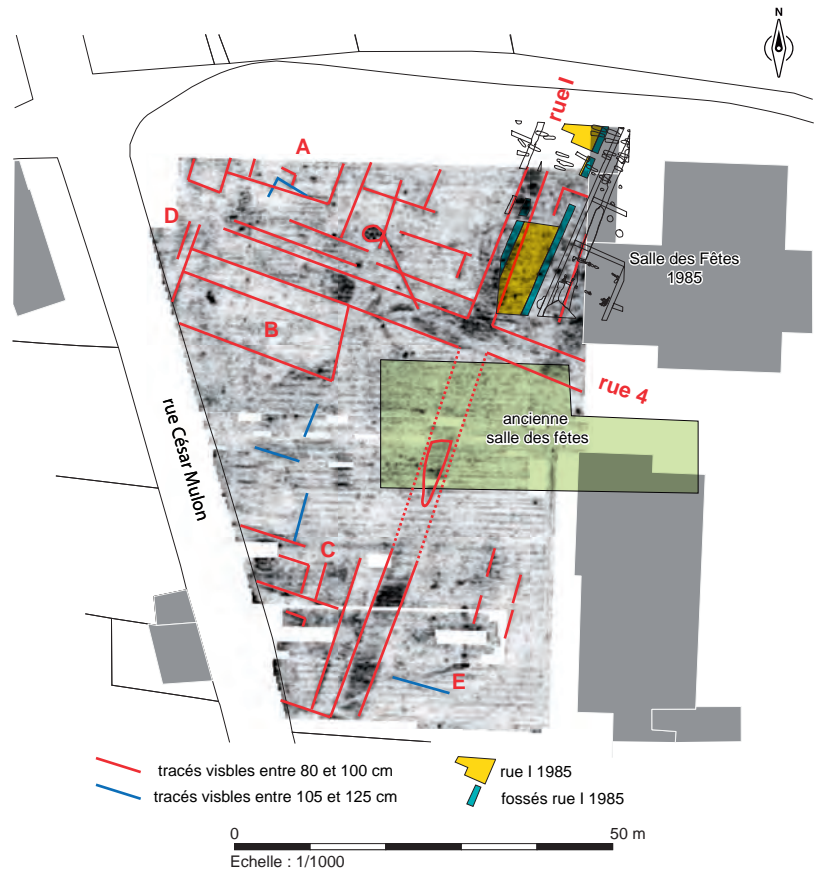 N
rue I
A
D
Salle des Fêtes
1985
B
rue 4
ancienne
salle des fêtes
rue César Mulon
C
E
tracés visbles entre 80 et 100 cm
rue I 1985
tracés visbles entre 105 et 125 cm
fossés rue I 1985
0
50 m
Echelle : 1/1000